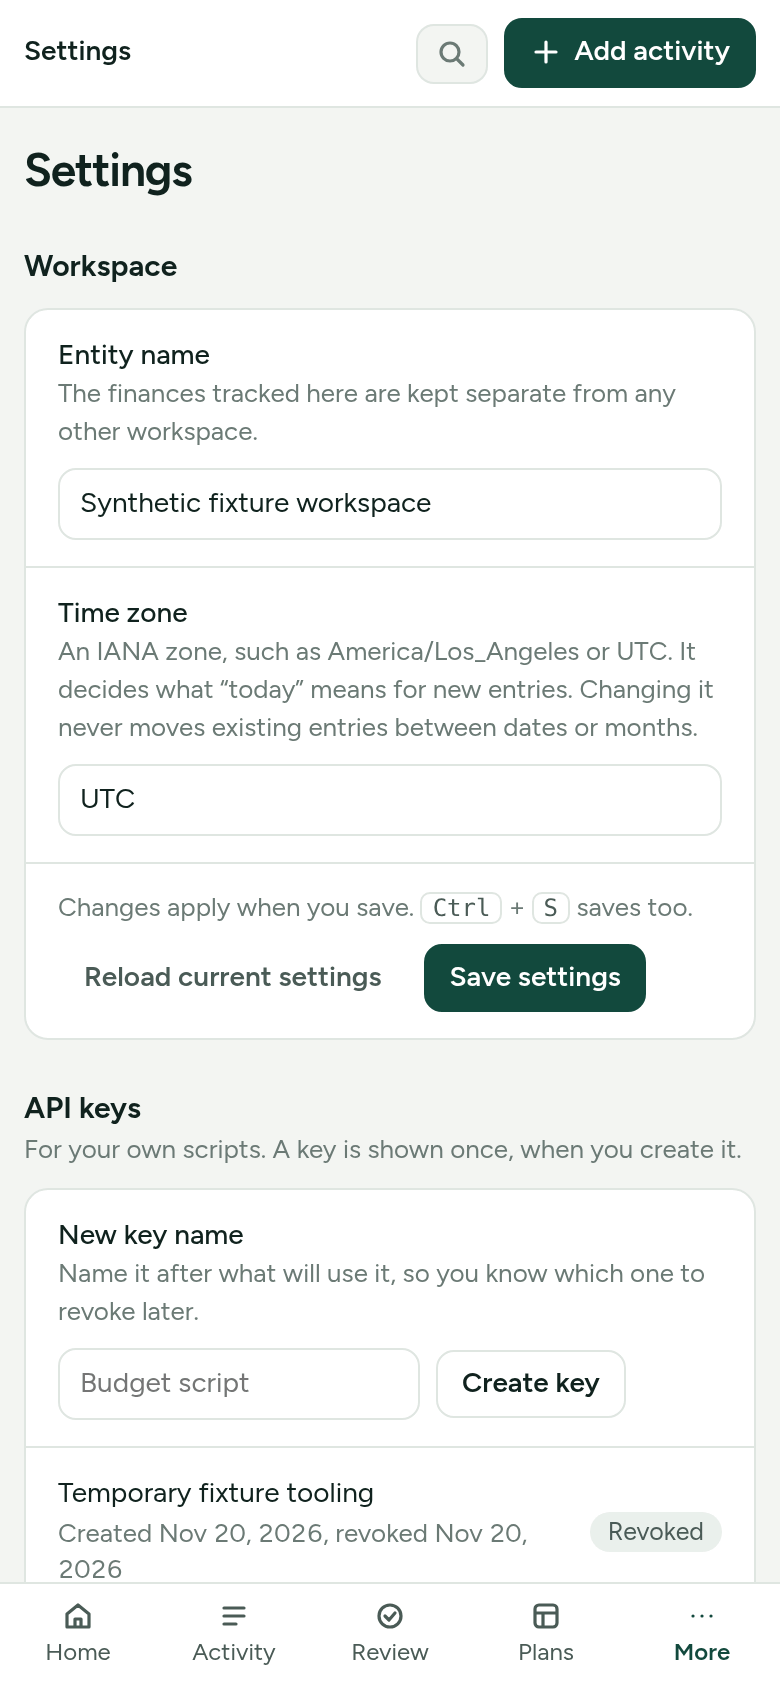 Settings
Add activity
Settings
Workspace
Entity name
The finances tracked here are kept separate from any
other workspace.
Synthetic fixture workspace
Time zone
An IANA zone, such as America/Los_Angeles or UTC. It
decides what “today” means for new entries. Changing it
never moves existing entries between dates or months.
UTC
Changes apply when you save. Ctrl + S saves too.
Reload current settings
Save settings
API keys
For your own scripts. A key is shown once, when you create it.
New key name
Name it after what will use it, so you know which one to
revoke later.
Budget script
Create key
Temporary fixture tooling
Created Nov 20, 2026, revoked Nov 20,
2026
Revoked
Home
Activity
Review
Plans
More